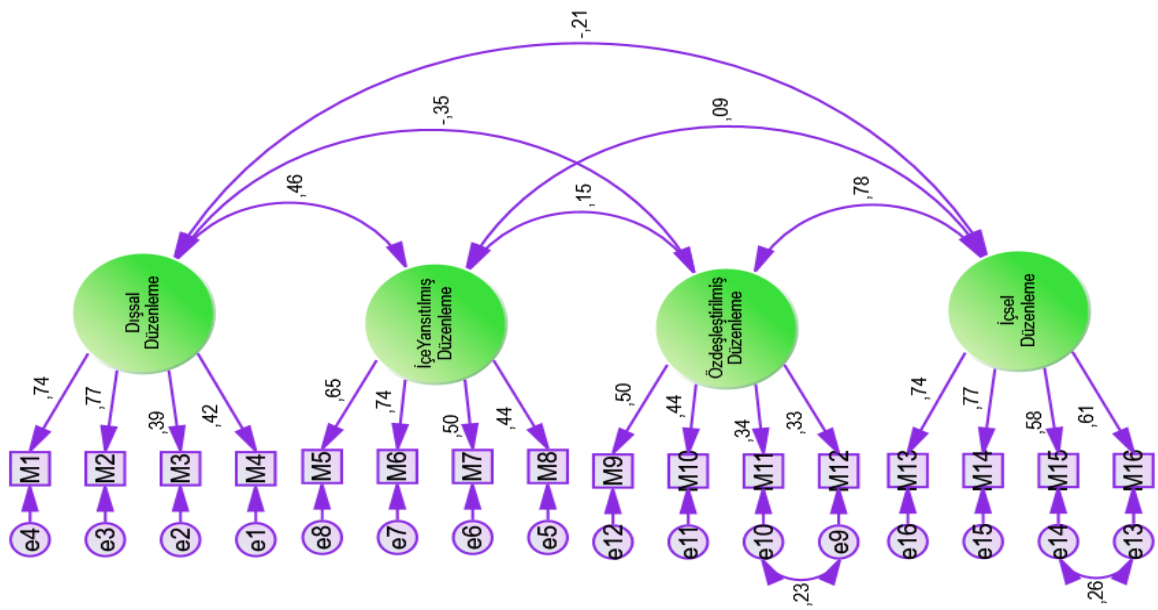 -,21
-,35
,09
,46
,15
,78
Dışsal
Düzenleme
İçeYansıtılmış
Düzenleme
Özdeşleştirilmiş
Düzenleme
İçsel
Düzenleme
,74
,77
,39
,42
,65
,74
,50
,44
,50
,44
,34
,33
,74
,77
,58
,61
M1
M2
M3
M4
M5
M6
M7
M8
M9
M10
M11
M12
M13
M14
M15
M16
e4
e3
e2
e1
e8
e7
e6
e5
e12
e11
e10
e9
e16
e15
e14
e13
,23
,26